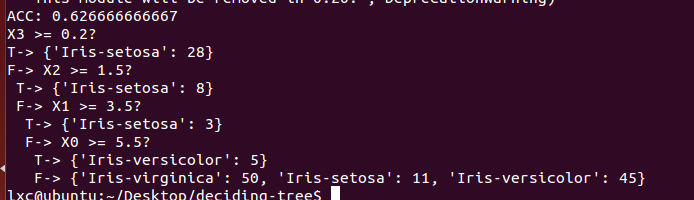 This module will be removed in 0.20.", DeprecationWarning)
ACC: 0.626666666667
X3 >= 0.2?
T-> {'Iris-setosa': 28}
F-> X2 >= 1.5?
 T-> {'Iris-setosa': 8}
 F-> X1 >= 3.5?
  T-> {'Iris-setosa': 3}
  F-> X0 >= 5.5?
   T-> {'Iris-versicolor': 5}
   F-> {'Iris-virginica': 50, 'Iris-setosa': 11, 'Iris-versicolor': 45}
lxc@ubuntu:~/Desktop/deciding-tree$